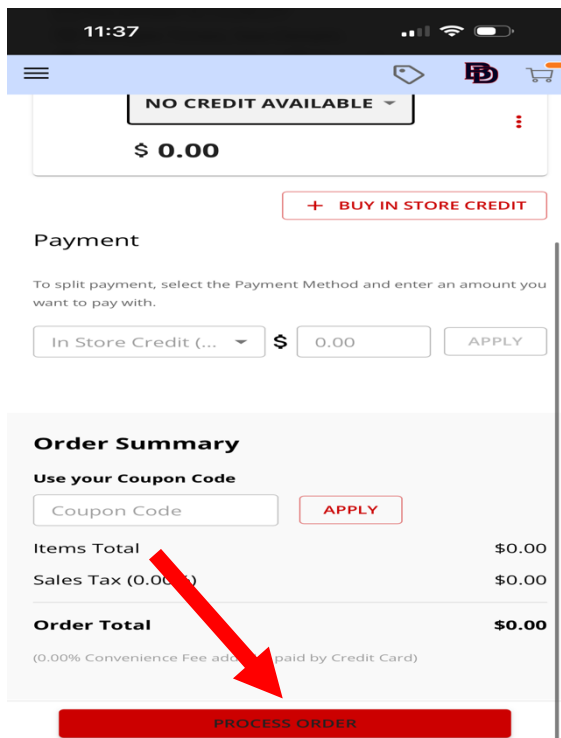 11:37
NO CREDIT AVAILABLE
$ 0.00
+ BUY IN STORE CREDIT
Payment
To split payment, select the Payment Method and enter an amount you
want to pay with.
In Store Credit (... $ 0.00 APPLY
Order Summary
Use your Coupon Code
Coupon Code APPLY
Items Total $0.00
Sales Tax (0.00%) $0.00
Order Total $0.00
(0.00% Convenience Fee paid by Credit Card)
PROCESS ORDER